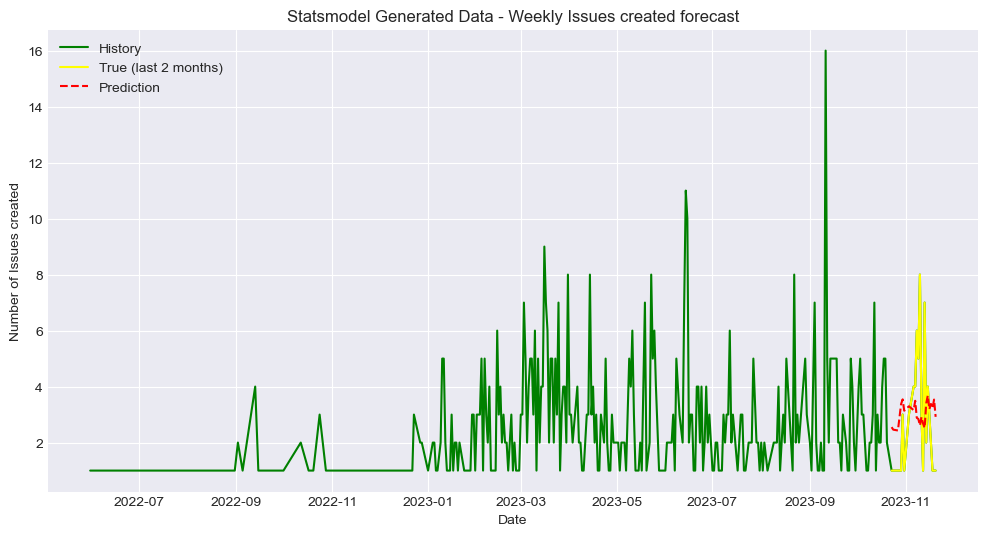 Statsmodel Generated Data - Weekly Issues created forecast
History
True (last 2 months)
Prediction
Number of Issues created
16
14
12
10
8
6
4
2
2022-07 2022-09 2022-11 2023-01 2023-03 2023-05 2023-07 2023-09 2023-11
Date